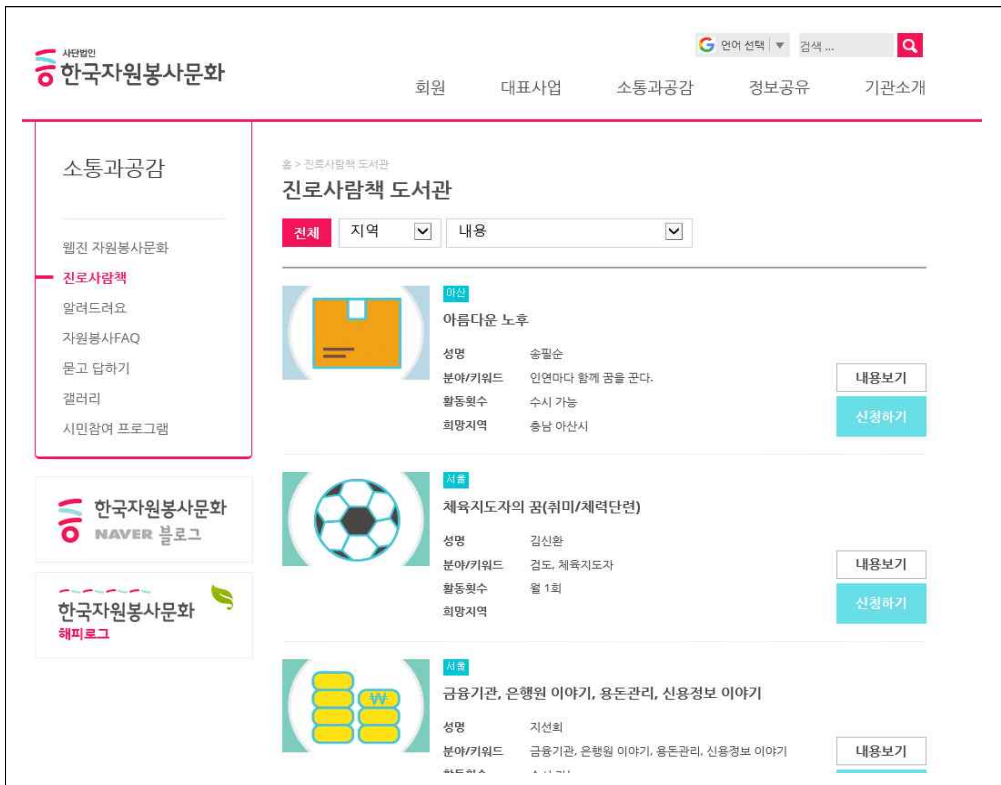 사단법인
한국자원봉사문화
언어 선택 ▼ 검색 ...
회원 대표사업 소통과공감 정보공유 기관소개
소통과공감
웹진 자원봉사문화
진로사람책
알려드려요
자원봉사FAQ
묻고 답하기
갤러리
시민참여 프로그램
한국자원봉사문화
NAVER 블로그
한국자원봉사문화
해피로그
홈 > 진로사람책 도서관
진로사람책 도서관
전체 지역 내용
아산
아름다운 노후
성명 송필순
분야/키워드 인연마다 함께 꿈을 꾼다.
활동횟수 수시 가능
희망지역 충남 아산시
내용보기
신청하기
서울
체육지도자의 꿈(취미/체력단련)
성명 김신환
분야/키워드 검도, 체육지도자
활동횟수 월 1회
희망지역
내용보기
신청하기
서울
금융기관, 은행원 이야기, 용돈관리, 신용정보 이야기
성명 지선희
분야/키워드 금융기관, 은행원 이야기, 용돈관리, 신용정보 이야기
내용보기